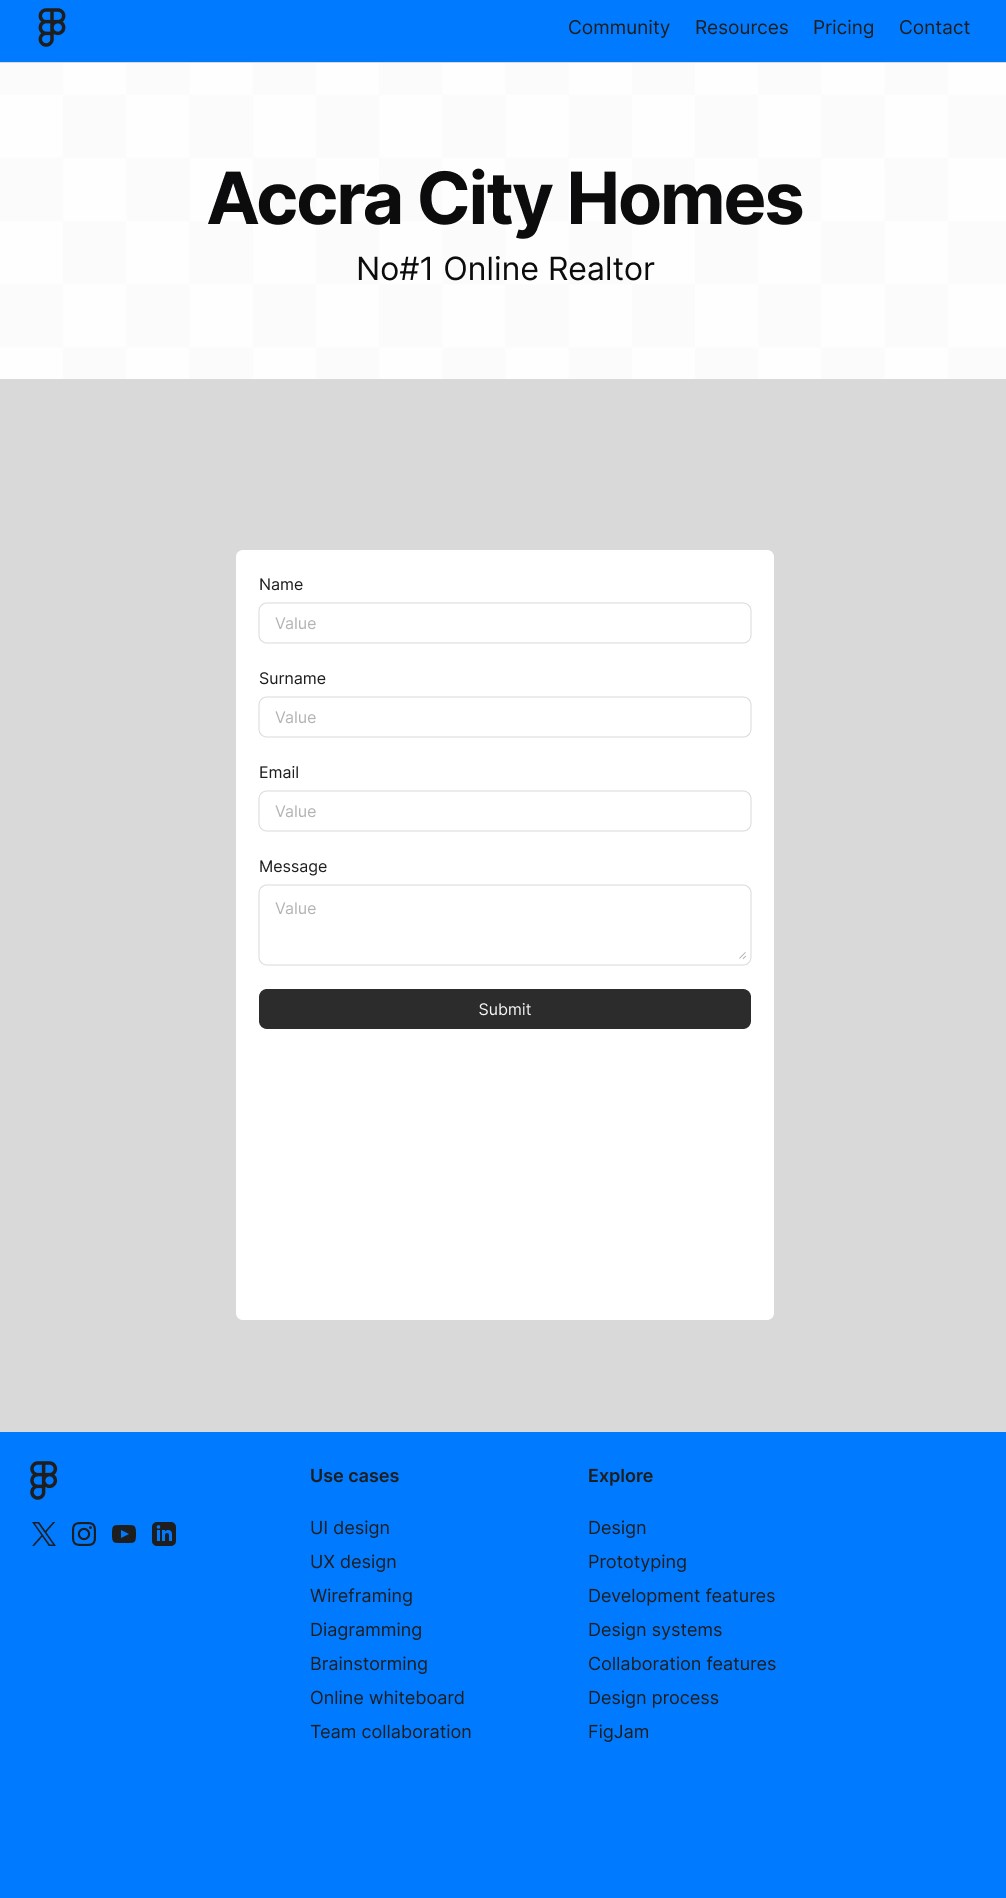 Community Resources Pricing Contact
Accra City Homes
No#1 Online Realtor
Name
Value
Surname
Value
Email
Value
Message
Value
Submit
Use cases
UI design
UX design
Wireframing
Diagramming
Brainstorming
Online whiteboard
Team collaboration
Explore
Design
Prototyping
Development features
Design systems
Collaboration features
Design process
FigJam